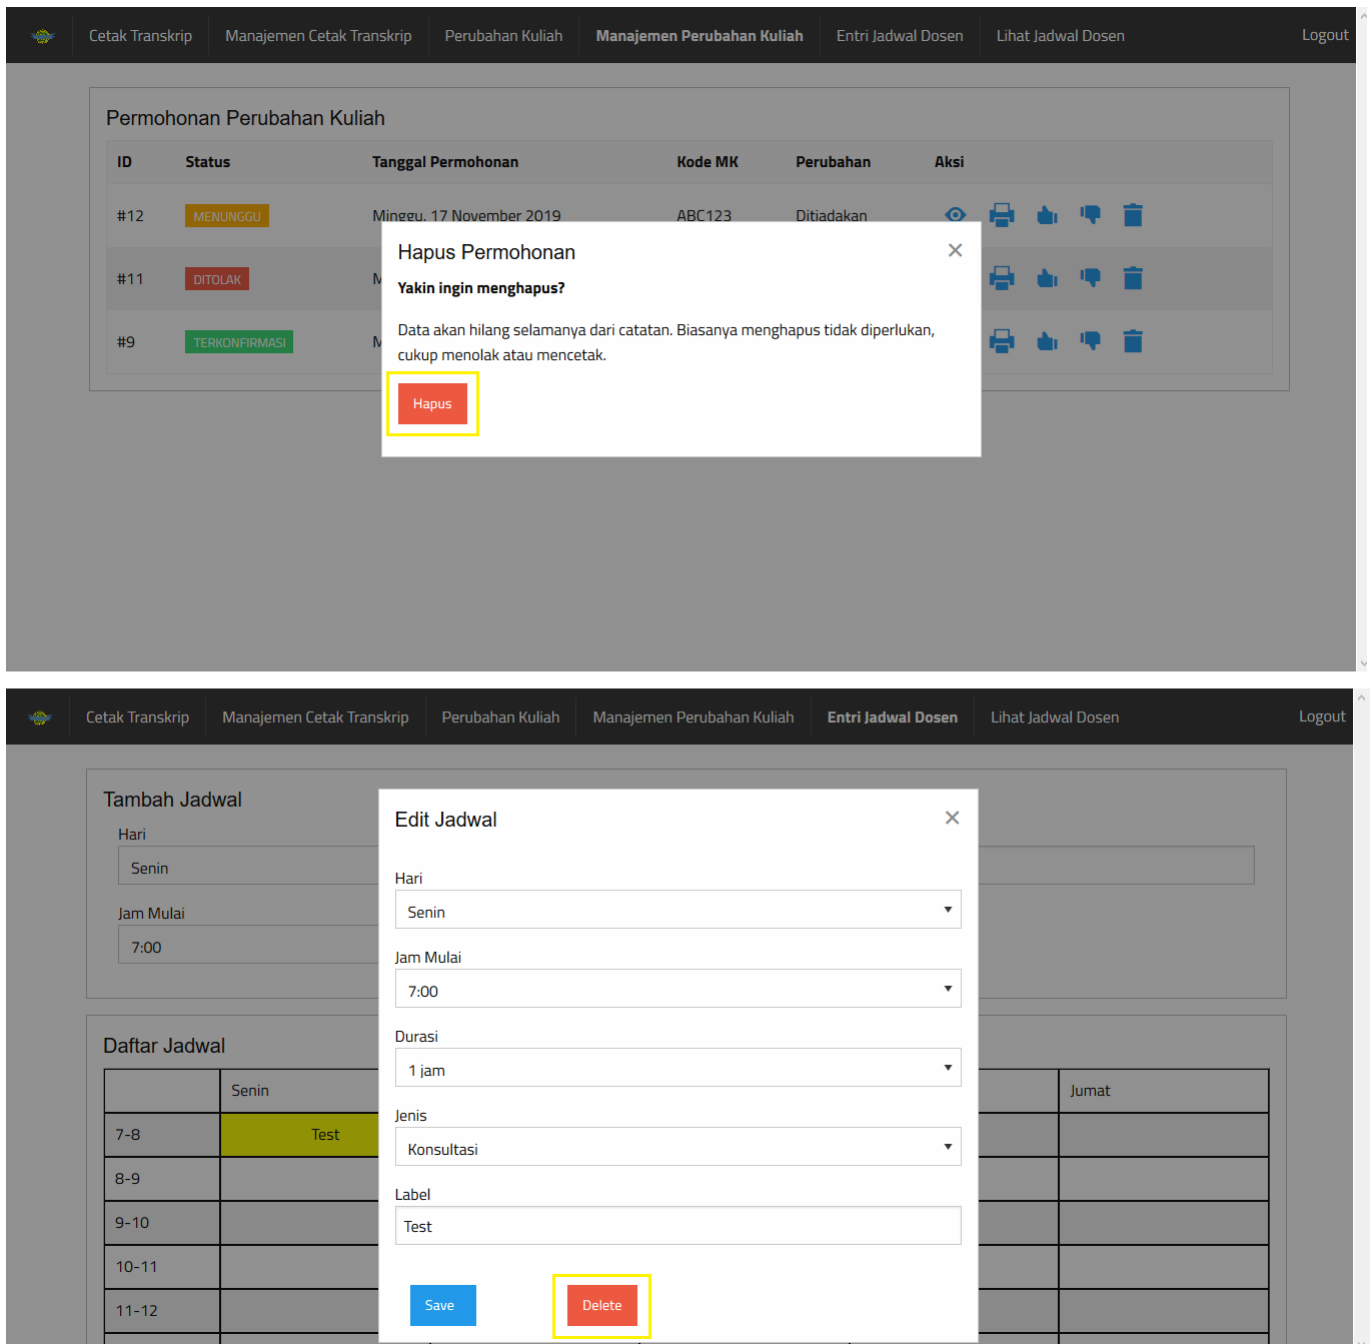 Cetak Transkrip Manajemen Cetak Transkrip Perubahan Kuliah Manajemen Perubahan Kuliah Entri Jadwal Dosen Lihat Jadwal Dosen Logout
Permohonan Perubahan Kuliah
ID Status Tanggal Permohonan Kode MK Perubahan Aksi
#12 MENUNGGU Minggu, 17 November 2019 ABC123 Ditiadakan
Hapus Permohonan ×
#11 DITOLAK M
Yakin ingin menghapus?
Data akan hilang selamanya dari catatan. Biasanya menghapus tidak diperlukan,
#9 TERKONFIRMASI M
cukup menolak atau mencetak.
Hapus
Cetak Transkrip Manajemen Cetak Transkrip Perubahan Kuliah Manajemen Perubahan Kuliah Entri Jadwal Dosen Lihat Jadwal Dosen Logout
Tambah Jadwal
Hari
Senin
Jam Mulai
7:00
Edit Jadwal ×
Hari
Senin
Jam Mulai
7:00
Durasi
1 jam
Jenis
Konsultasi
Label
Test
Save Delete
Daftar Jadwal
Senin Jumat
7-8 Test
8-9
9-10
10-11
11-12